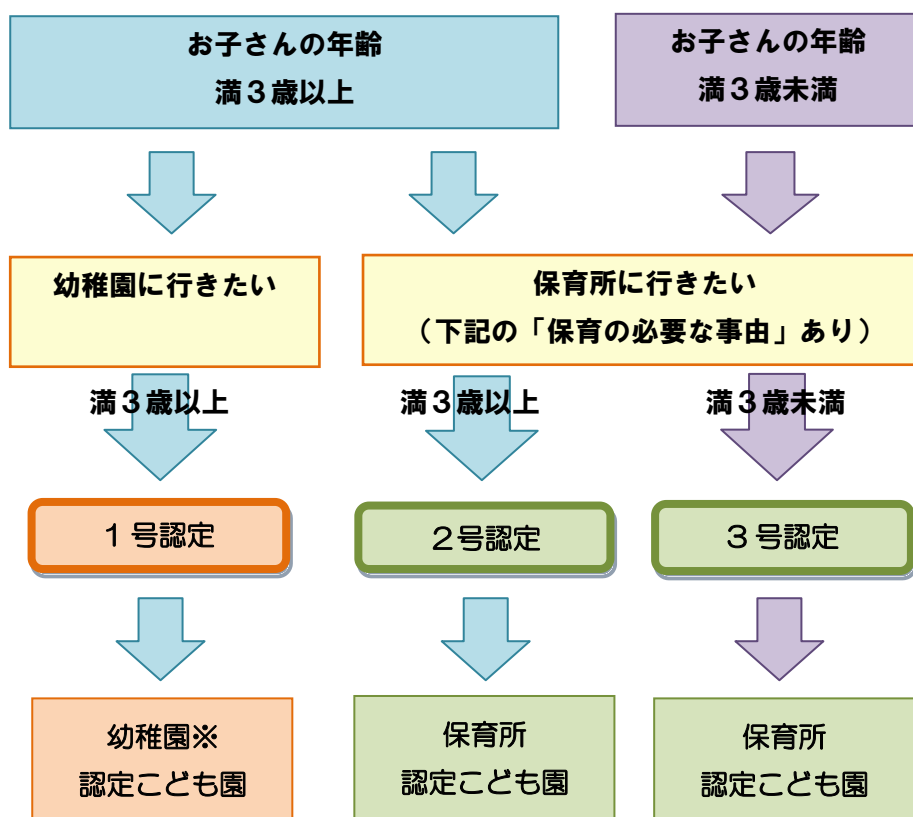 お子さんの年齢
満３歳以上
お子さんの年齢
満３歳未満
幼稚園に行きたい
保育所に行きたい
（下記の「保育の必要な事由」あり）
満３歳以上
満３歳以上
満３歳未満
１号認定
２号認定
３号認定
幼稚園※
認定こども園
保育所
認定こども園
保育所
認定こども園